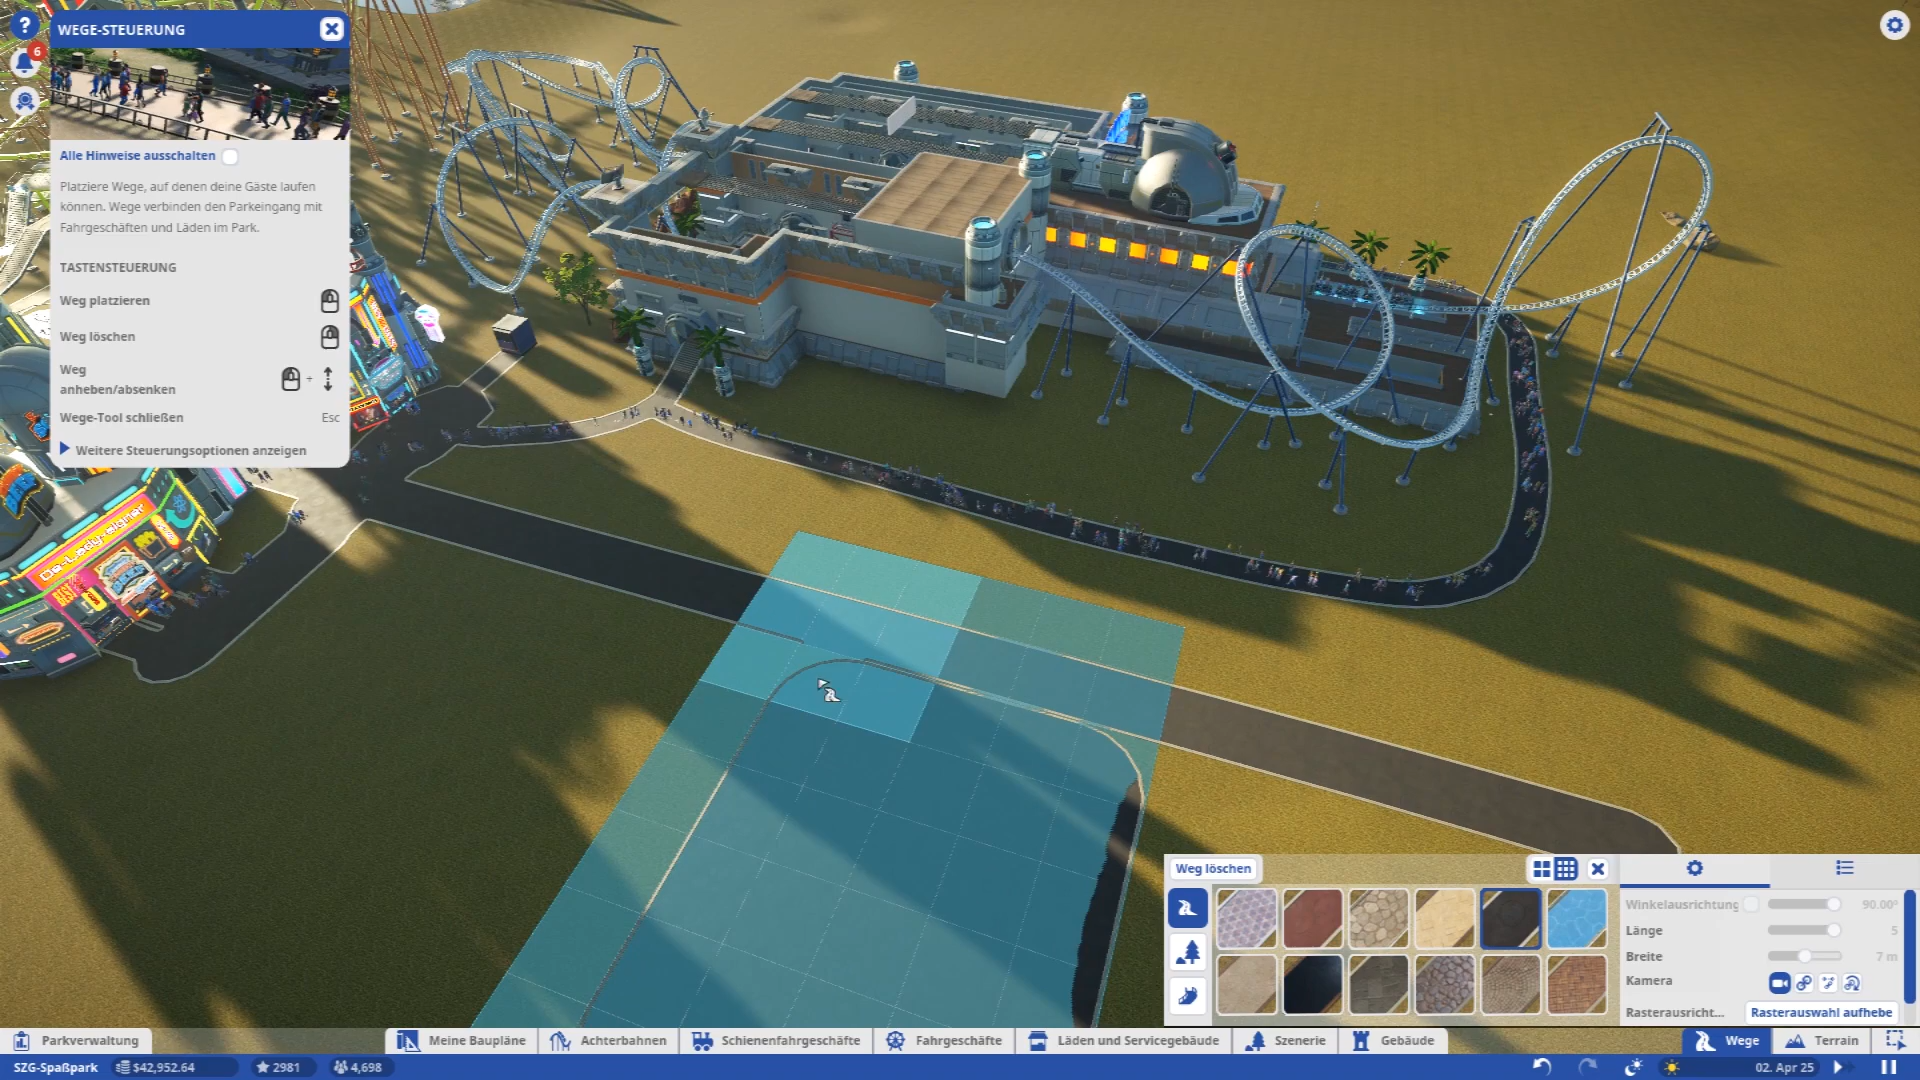 WEGE-STEUERUNG
6
Alle Hinweise ausschalten
Platziere Wege, auf denen deine Gäste laufen
können. Wege verbinden den Parkeingang mit
Fahrgeschäften und Läden im Park.
TASTENSTEUERUNG
Weg platzieren
Weg löschen
Weg
anheben/absenken
+
Wege-Tool schließen
Esc
Weitere Steuerungsoptionen anzeigen
Weg löschen
Winkelausrichtung
90.00°
Länge
5
Breite
7 m
Kamera
Rasterausricht...
Rasterauswahl aufhebe
Parkverwaltung
Meine Baupläne
Achterbahnen
Schienenfahrgeschäfte
Fahrgeschäfte
Läden und Servicegebäude
Szenerie
Gebäude
Wege
Terrain
SZG-Spaßpark
$42,952.64
2981
4,698
02. Apr 25